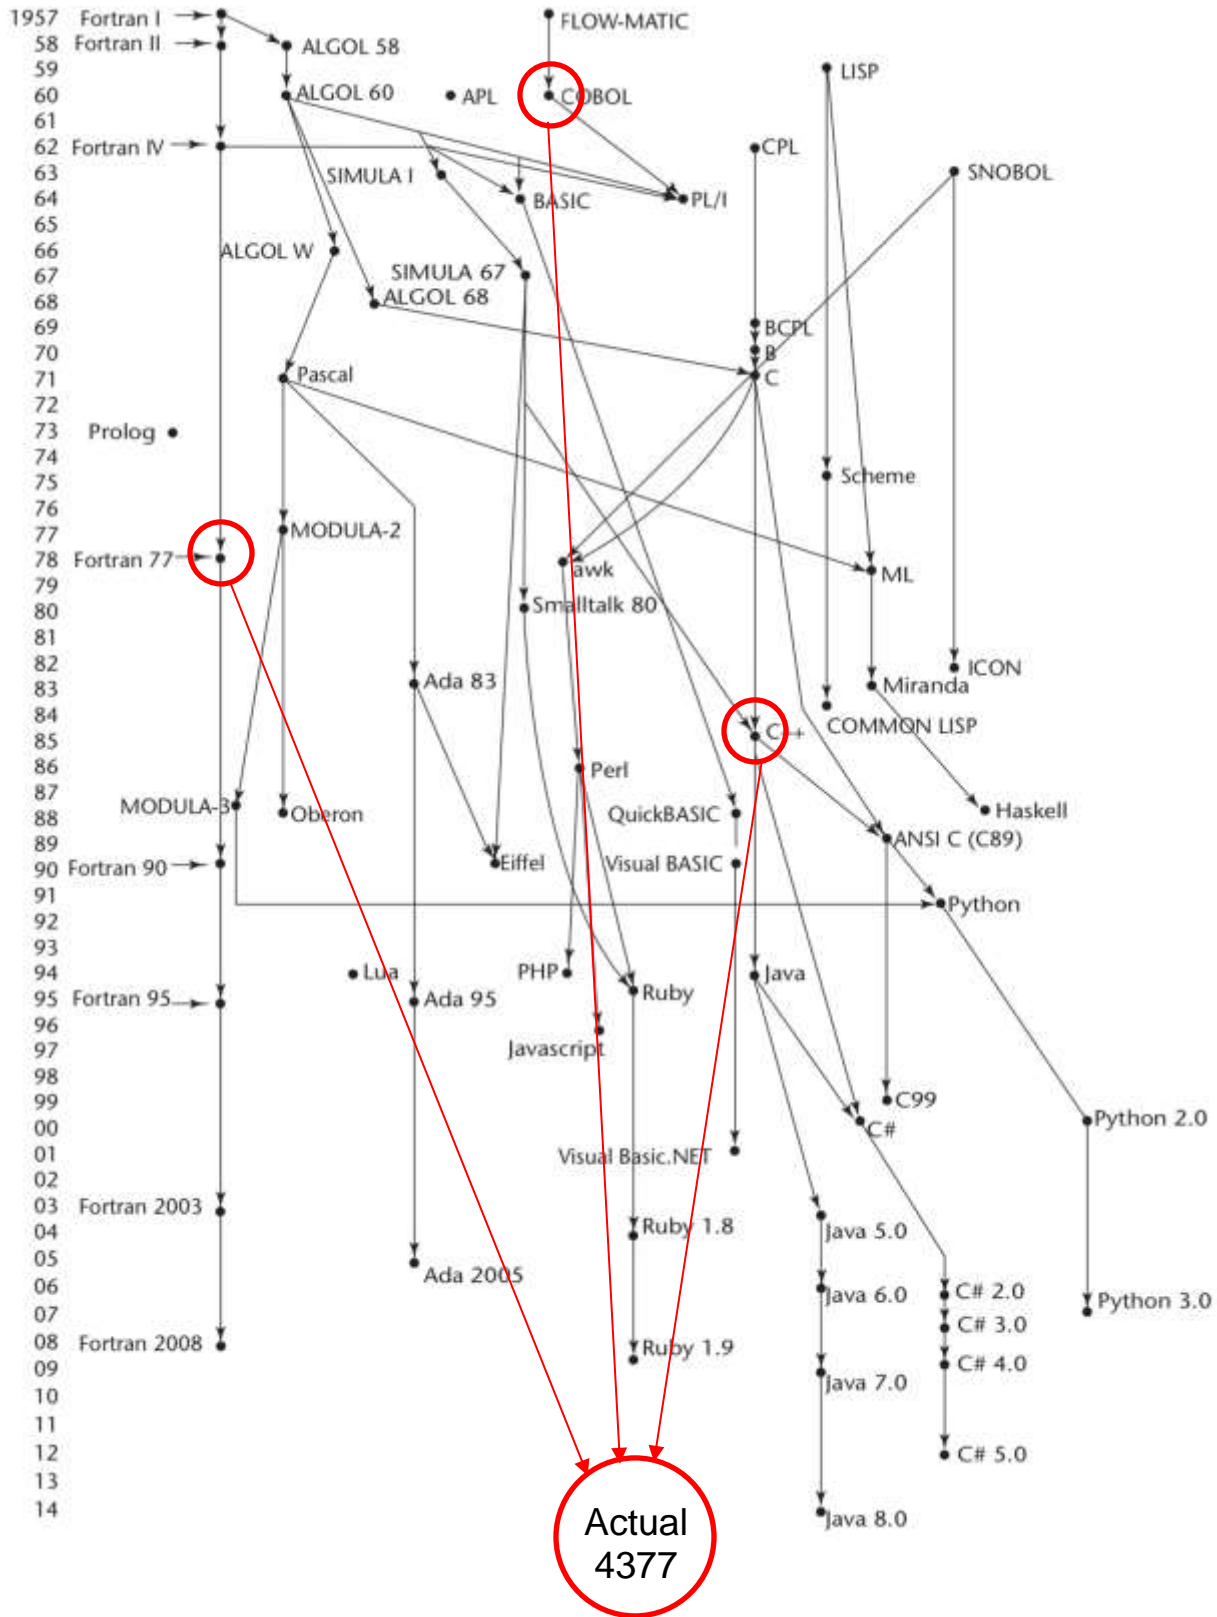 1957 Fortran I FLOW-MATIC
58 Fortran II ALGOL 58
59 LISP
60 ALGOL 60 APL COBOL
61
62 Fortran IV CPL
63 SIMULA I SNOBOL
64 BASIC PL/I
65
66 ALGOL W
67 SIMULA 67
68 ALGOL 68
69 BCPL
70 B
71 Pascal C
72
73 Prolog
74
75 Scheme
76
77 MODULA-2
78 Fortran 77 awk ML
79
80 Smalltalk 80
81
82 ICON
83 Ada 83 Miranda
84 COMMON LISP
85 C++
86 Perl
87 MODULA-3 Haskell
88 Oberon QuickBASIC
89 ANSI C (C89)
90 Fortran 90 Eiffel Visual BASIC
91 Python
92
93
94 Lua PHP Java
95 Fortran 95 Ada 95 Ruby
96
97 Javascript
98
99 C99
00 C# Python 2.0
01 Visual Basic.NET
02
03 Fortran 2003
04 Ruby 1.8 Java 5.0
05 Ada 2005
06 Java 6.0 C# 2.0 Python 3.0
07 C# 3.0
08 Fortran 2008 Ruby 1.9
09 Java 7.0 C# 4.0
10
11
12 C# 5.0
13
14 Java 8.0
Actual
4377